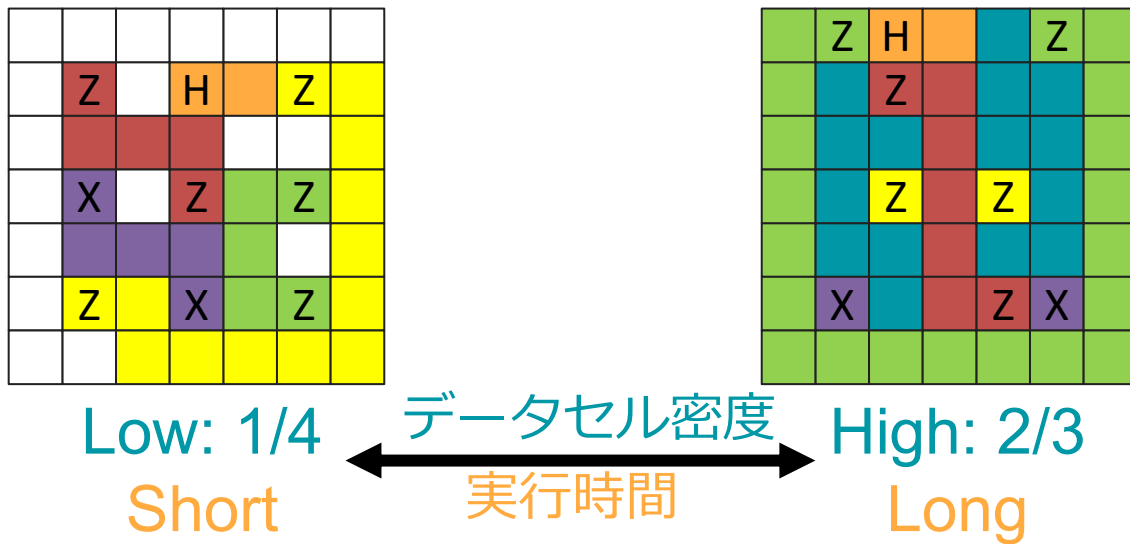 Z H Z
Z H Z
Z
X Z Z
Z Z
Z X Z
X Z X
データセル密度
Low: 1/4
High: 2/3
実行時間
Short
Long